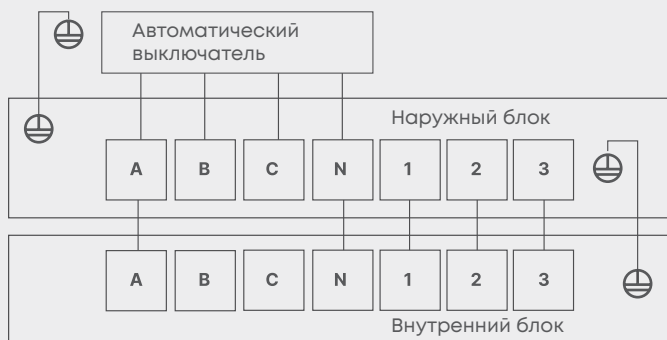 Автоматический
выключатель
Наружный блок
A B C N 1 2 3
A B C N 1 2 3
Внутренний блок